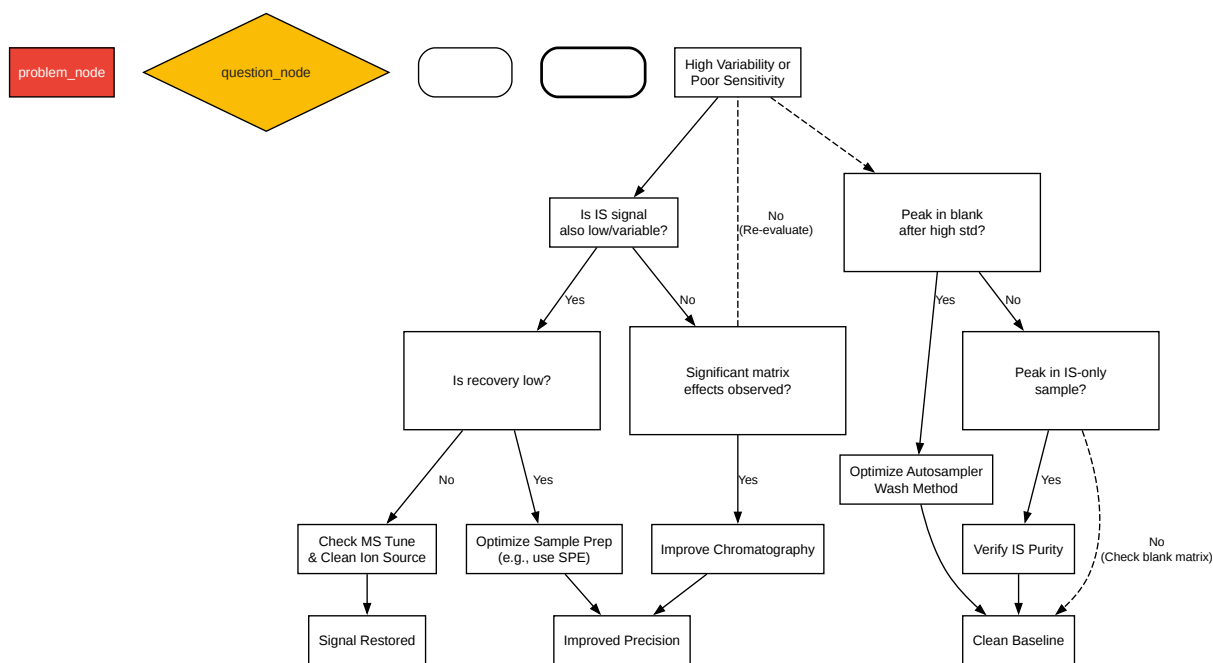 problem_node
question_node
High Variability or
Poor Sensitivity
Is IS signal
also low/variable?
No
(Re-evaluate)
Peak in blank
after high std?
Yes
No
Yes
No
Is recovery low?
Significant matrix
effects observed?
Peak in IS-only
sample?
No
Yes
Yes
Optimize Autosampler
Wash Method
Yes
No
(Check blank matrix)
Check MS Tune
& Clean Ion Source
Optimize Sample Prep
(e.g., use SPE)
Improve Chromatography
Verify IS Purity
Signal Restored
Improved Precision
Clean Baseline